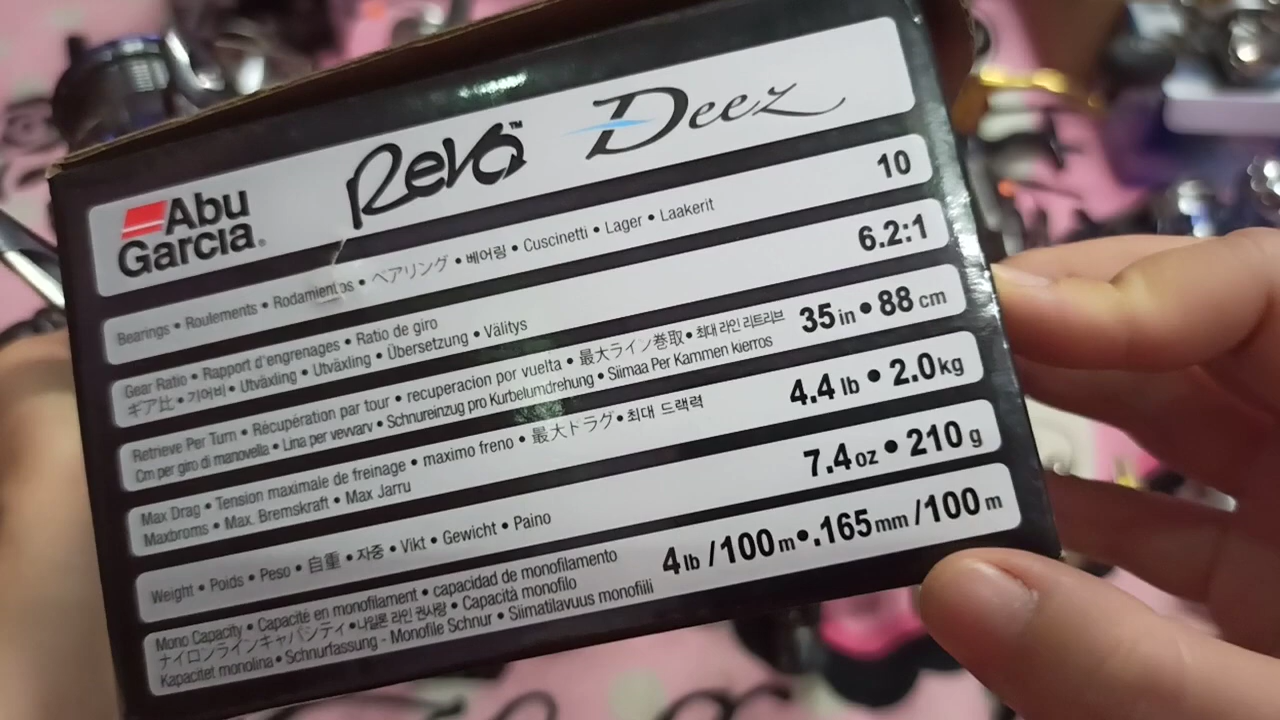 Abu
Garcia®
Revo™
Deez
Bearings • Roulements • Rodamientos • ベアリング • 베어링 • Cuscinetti • Lager • Laakerit
10
Gear Ratio • Rapport d'engrenages • Ratio de giro
ギア比 • 기어비 • Utväxling • Utväxling • Übersetzung • Välitys
6.2:1
Retrieve Per Turn • Récupération par tour • recuperacion por vuelta • 最大ライン巻取 • 최대 라인 리트리브
Cm per giro di manovella • Lina per vevvarv • Schnureinzug pro Kurbelumdrehung • Siimaa Per Kammen kierros
35 in • 88 cm
Max Drag • Tension maximale de freinage • maximo freno • 最大ドラグ • 최대 드랙력
Maxbroms • Max. Bremskraft • Max Jarru
4.4 lb • 2.0kg
Weight • Poids • Peso • 自重 • 자중 • Vikt • Gewicht • Paino
7.4 oz • 210 g
Mono Capacity • Capacité en monofilament • capacidad de monofilamento
ナイロンラインキャパシティ • 나일론 라인 권사량 • Capacità monofilo
Kapacitet monolina • Schnurfassung - Monofile Schnur • Siimatilavuus monofiili
4 lb /100 m • .165 mm /100 m